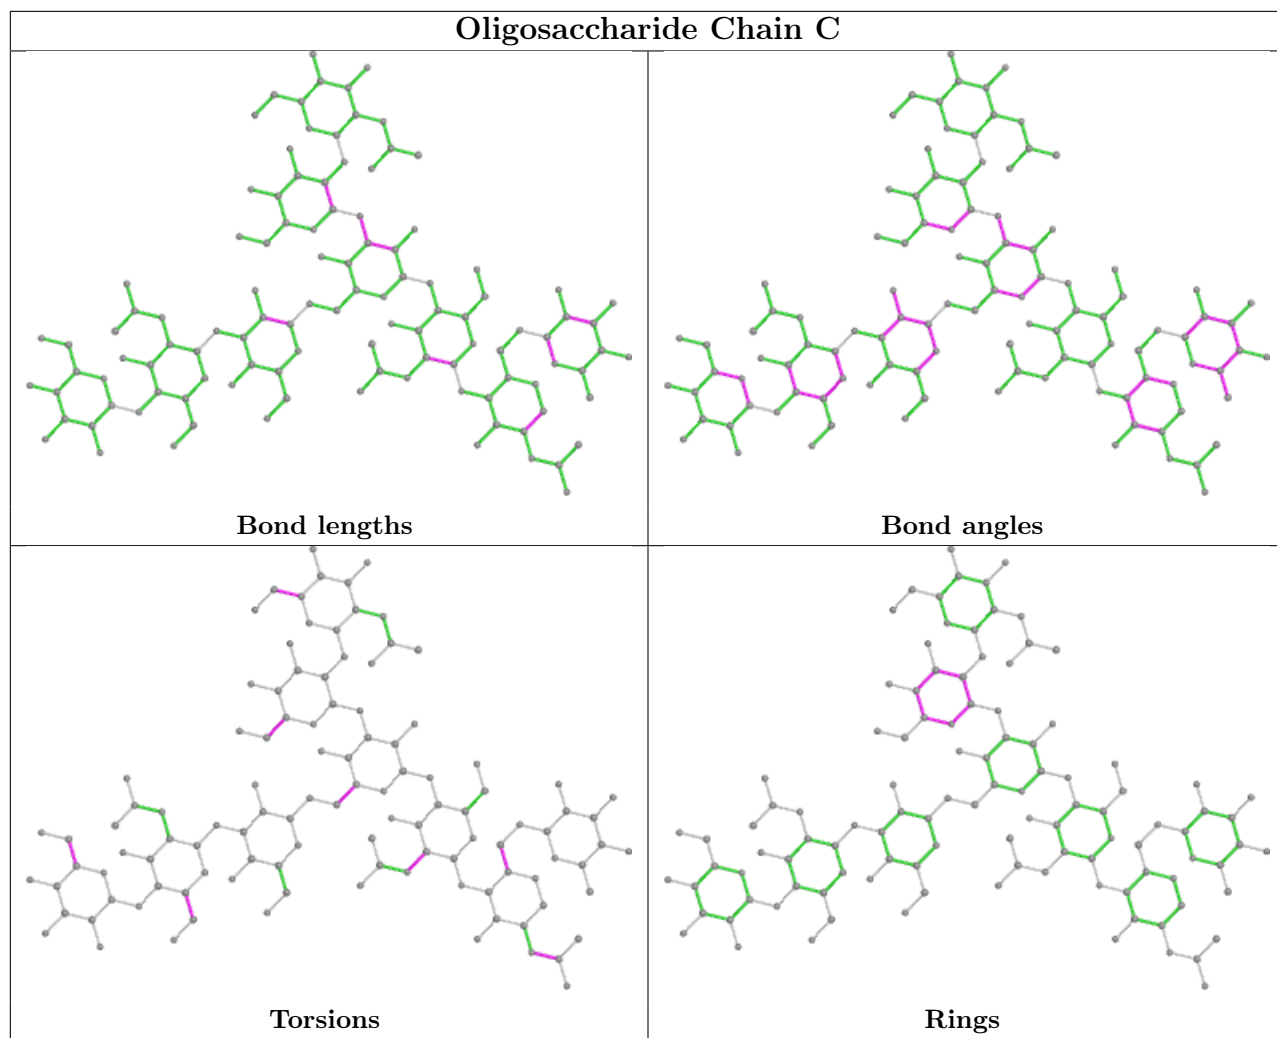 Oligosaccharide Chain C
Bond lengths
Bond angles
Torsions
Rings